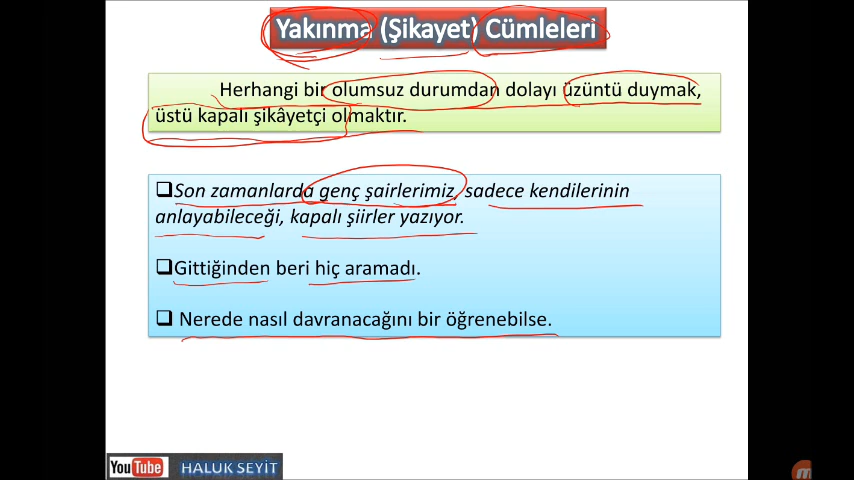 Yakınma (Şikayet) Cümleleri
Herhangi bir olumsuz durumdan dolayı üzüntü duymak,
üstü kapalı şikâyetçi olmaktır.
Son zamanlarda genç şairlerimiz, sadece kendilerinin
anlayabileceği, kapalı şiirler yazıyor.
Gittiğinden beri hiç aramadı.
Nerede nasıl davranacağını bir öğrenebilse.
YouTube HALUK SEYİT